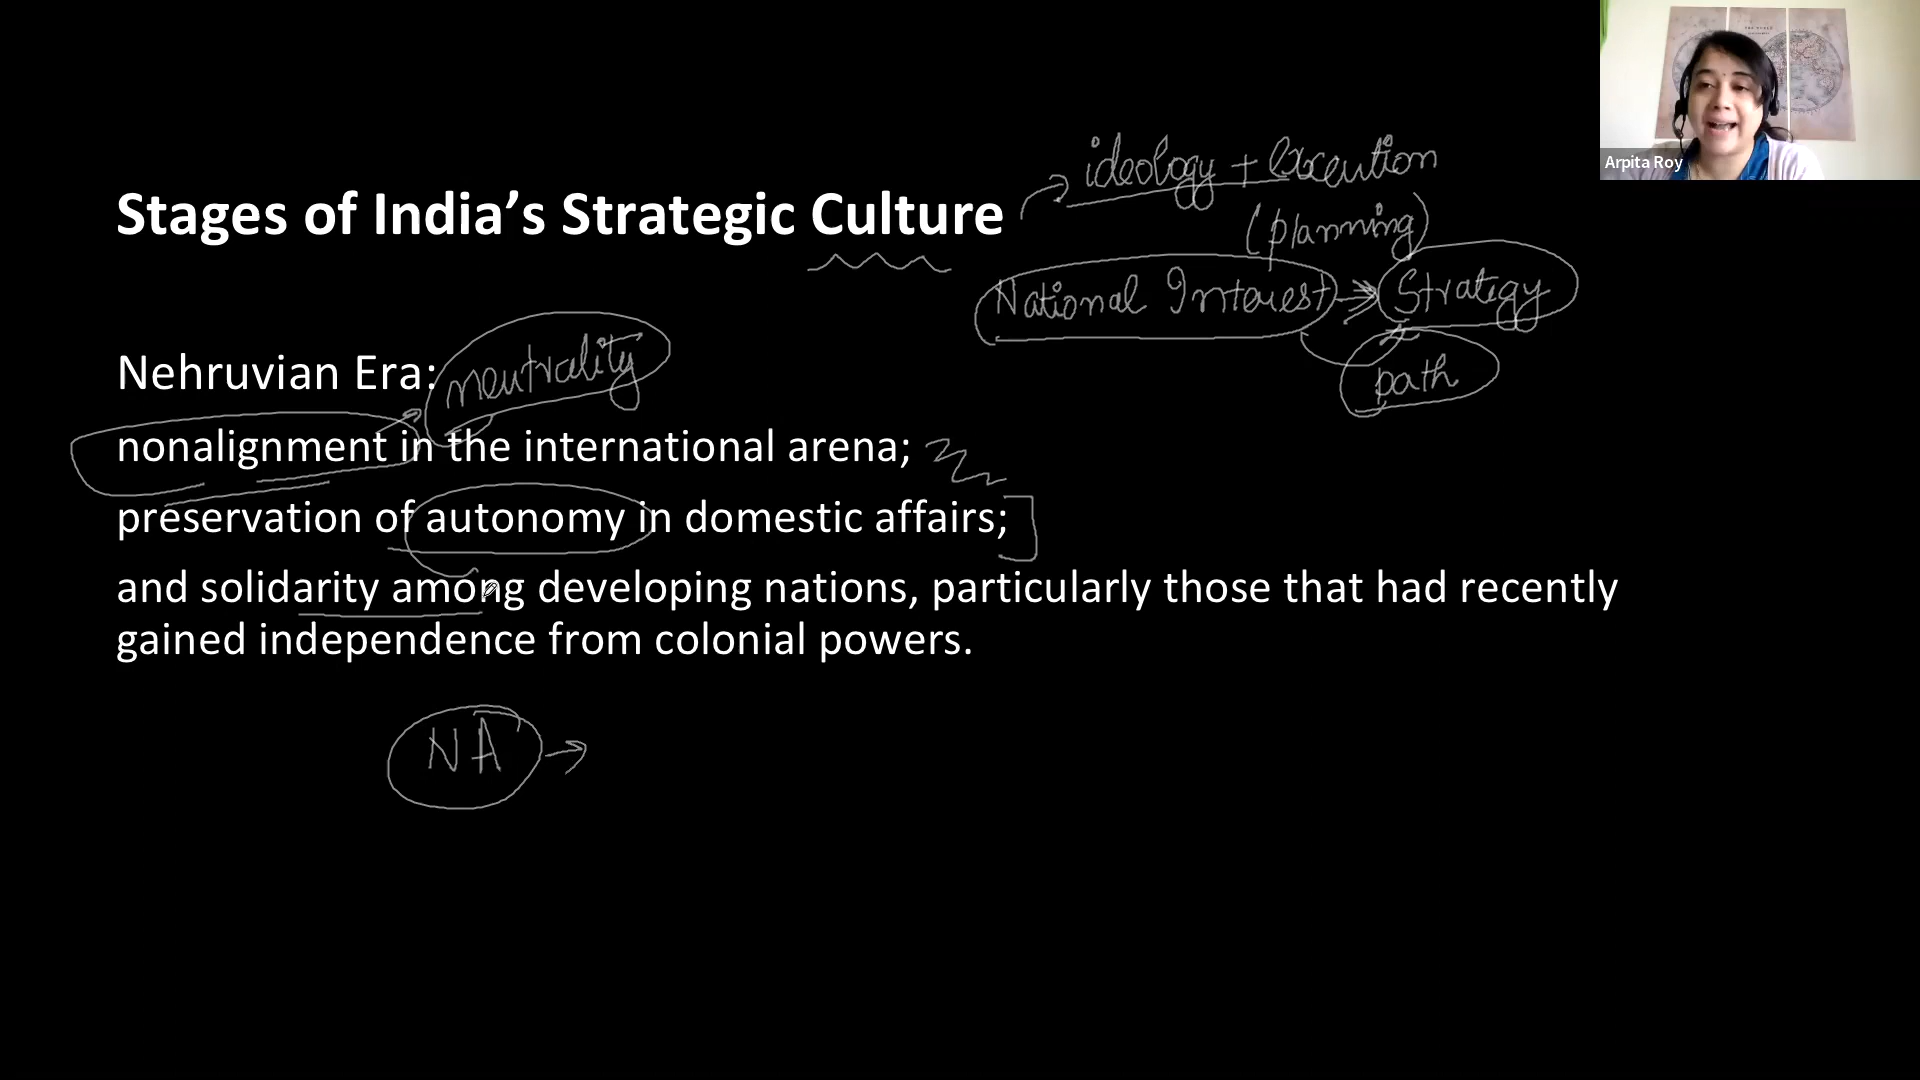 Arpita Roy
ideology + Execution
(planning)
Stages of India’s Strategic Culture
National Interest → Strategy
path
Nehruvian Era: neutrality
nonalignment in the international arena;
preservation of autonomy in domestic affairs;
and solidarity among developing nations, particularly those that had recently
gained independence from colonial powers.
NA →